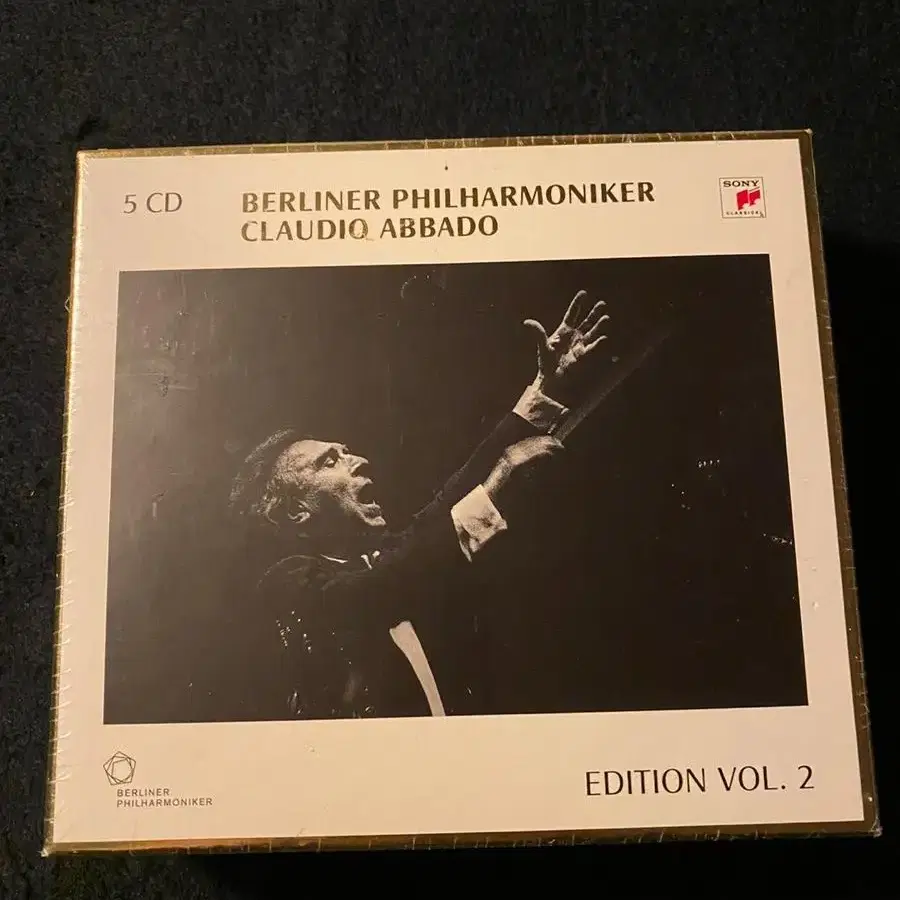 5 CD
BERLINER PHILHARMONIKER
CLAUDIO ABBADO
SONY
CLASSICAL
BERLINER
PHILHARMONIKER
EDITION VOL. 2